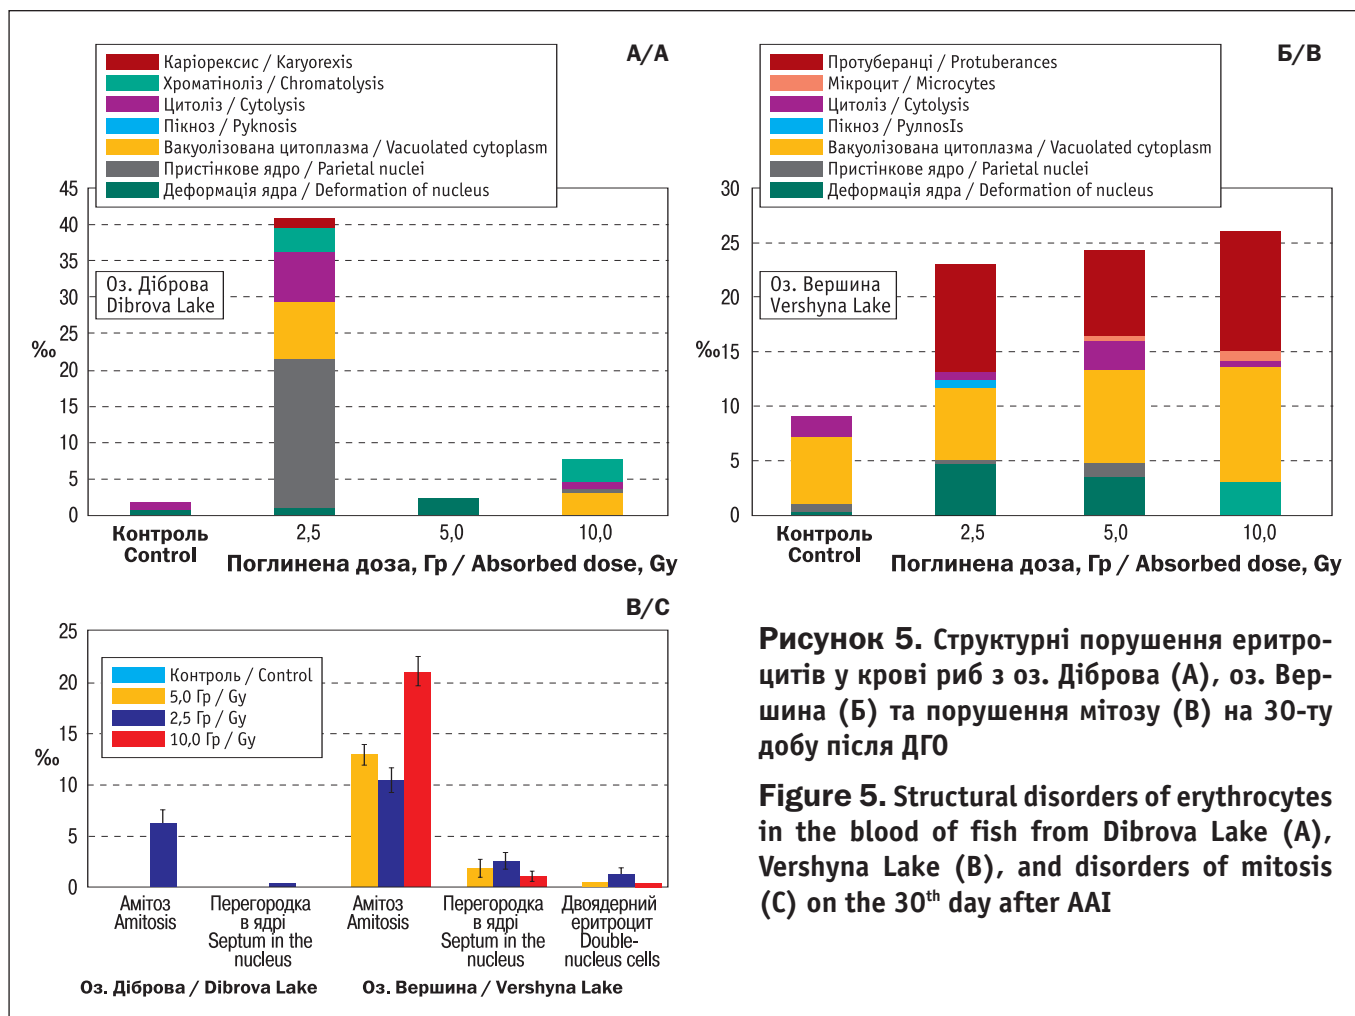 А/A
Каріорексис / Karyorexis
Хроматіноліз / Chromatolysis
Цитоліз / Cytolysis
Пікноз / Pyknosis
Вакуолізована цитоплазма / Vacuolated cytoplasm
Пристінкове ядро / Parietal nuclei
Деформація ядра / Deformation of nucleus
45
40
35
30
25
20
15
10
5
0
‰
Оз. Діброва
Dibrova Lake
Контроль
Control
2,5
5,0
10,0
Поглинена доза, Гр / Absorbed dose, Gy
Б/B
Протуберанці / Protuberances
Мікроцит / Microcytes
Цитоліз / Cytolysis
Пікноз / PyлnosIs
Вакуолізована цитоплазма / Vacuolated cytoplasm
Пристінкове ядро / Parietal nuclei
Деформація ядра / Deformation of nucleus
30
25
20
15
10
5
0
‰
Оз. Вершина
Vershyna Lake
Контроль
Control
2,5
5,0
10,0
Поглинена доза, Гр / Absorbed dose, Gy
В/C
25
20
15
10
5
0
‰
Контроль / Control
5,0 Гр / Gy
2,5 Гр / Gy
10,0 Гр / Gy
Амітоз
Amitosis
Перегородка
в ядрі
Septum in the
nucleus
Амітоз
Amitosis
Перегородка
в ядрі
Septum in the
nucleus
Двоядерний
еритроцит
Double-
nucleus cells
Оз. Діброва / Dibrova Lake
Оз. Вершина / Vershyna Lake
Рисунок 5. Структурні порушення еритро-
цитів у крові риб з оз. Діброва (А), оз. Вер-
шина (Б) та порушення мітозу (В) на 30-ту
добу після ДГО
Figure 5. Structural disorders of erythrocytes
in the blood of fish from Dibrova Lake (A),
Vershyna Lake (B), and disorders of mitosis
(C) on the 30th day after AAI